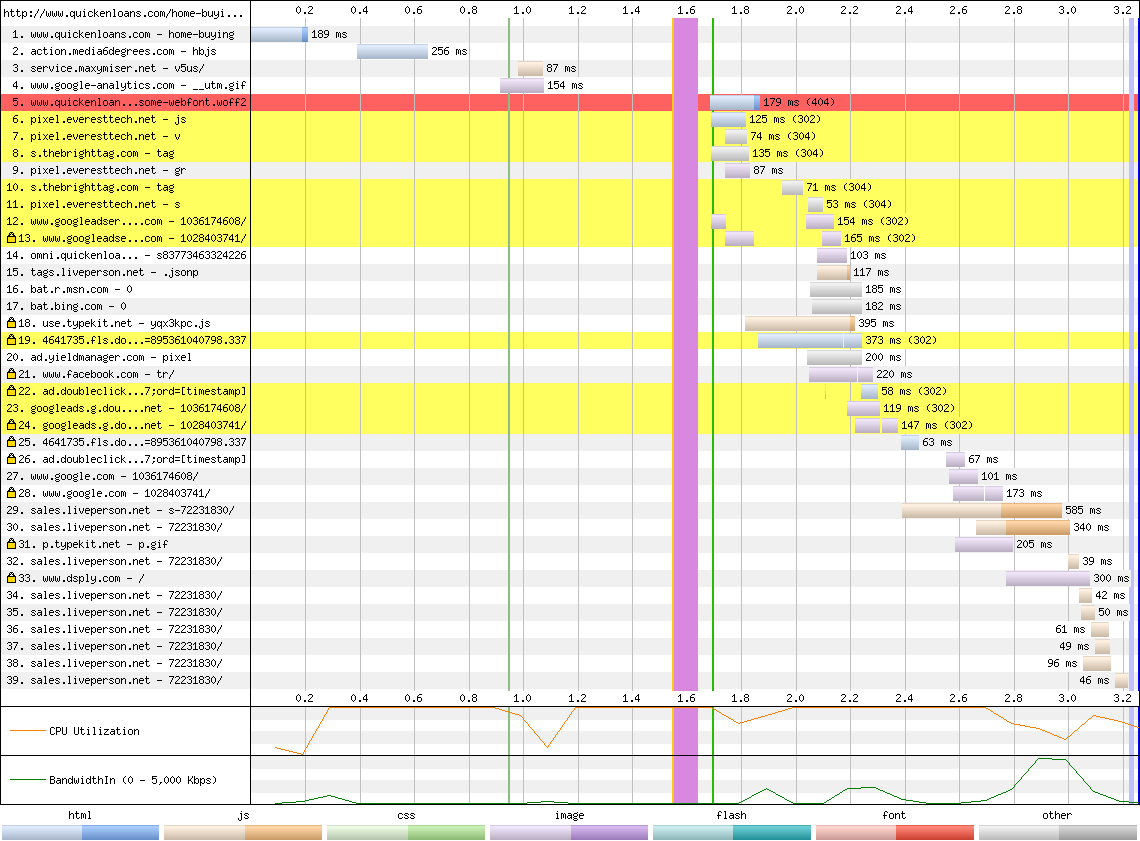 http://www.quickenloans.com/home-buyi... 0.2 0.4 0.6 0.8 1.0 1.2 1.4 1.6 1.8 2.0 2.2 2.4 2.6 2.8 3.0 3.2
1. www.quickenloans.com - home-buying 189 ms
2. action.media6degrees.com - hbjs 256 ms
3. service.maxymiser.net - v5us/ 87 ms
4. www.google-analytics.com - __utm.gif 154 ms
5. www.quickenloan...some-webfont.woff2 179 ms (404)
6. pixel.everesttech.net - js 125 ms (302)
7. pixel.everesttech.net - v 74 ms (304)
8. s.thebrighttag.com - tag 135 ms (304)
9. pixel.everesttech.net - gr 87 ms
10. s.thebrighttag.com - tag 71 ms (304)
11. pixel.everesttech.net - s 53 ms (304)
12. www.googleadser....com - 1036174608/ 154 ms (302)
13. www.googleadse...com - 1028403741/ 165 ms (302)
14. omni.quickenloa... - s83773463324226 103 ms
15. tags.liveperson.net - .jsonp 117 ms
16. bat.r.msn.com - 0 185 ms
17. bat.bing.com - 0 182 ms
18. use.typekit.net - yqx3kpc.js 395 ms
19. 4641735.fls.do...=895361040798.337 373 ms (302)
20. ad.yieldmanager.com - pixel 200 ms
21. www.facebook.com - tr/ 220 ms
22. ad.doubleclick...7;ord=[timestamp] 58 ms (302)
23. googleads.g.dou....net - 1036174608/ 119 ms (302)
24. googleads.g.do...net - 1028403741/ 147 ms (302)
25. 4641735.fls.do...=895361040798.337 63 ms
26. ad.doubleclick...7;ord=[timestamp] 67 ms
27. www.google.com - 1036174608/ 101 ms
28. www.google.com - 1028403741/ 173 ms
29. sales.liveperson.net - s-72231830/ 585 ms
30. sales.liveperson.net - 72231830/ 340 ms
31. p.typekit.net - p.gif 205 ms
32. sales.liveperson.net - 72231830/ 39 ms
33. www.dsply.com - / 300 ms
34. sales.liveperson.net - 72231830/ 42 ms
35. sales.liveperson.net - 72231830/ 50 ms
36. sales.liveperson.net - 72231830/ 61 ms
37. sales.liveperson.net - 72231830/ 49 ms
38. sales.liveperson.net - 72231830/ 96 ms
39. sales.liveperson.net - 72231830/ 46 ms
0.2 0.4 0.6 0.8 1.0 1.2 1.4 1.6 1.8 2.0 2.2 2.4 2.6 2.8 3.0 3.2
CPU Utilization
BandwidthIn (0 - 5,000 Kbps)
html js css image flash font other